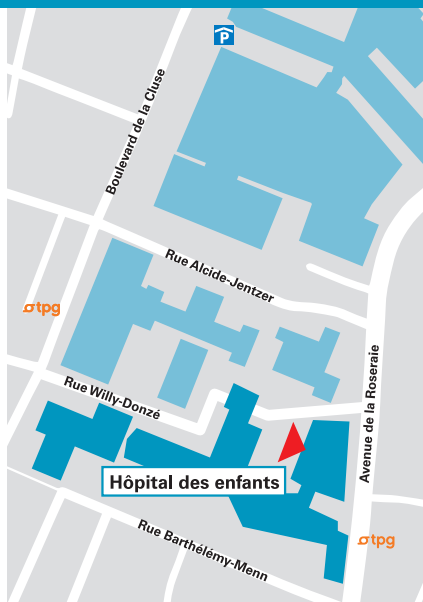 P
Boulevard de la Cluse
Rue Alcide-Jentzer
tpg
Avenue de la Roseraie
Rue Willy-Donzé
Hôpital des enfants
Rue Barthélémy-Menn
tpg